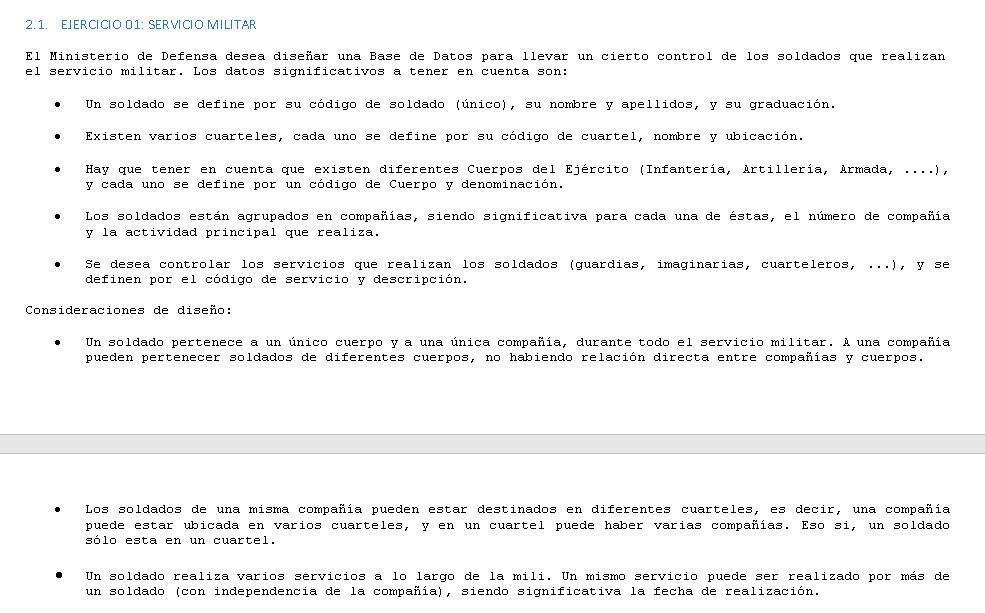 2.1. EJERCICIO 01: SERVICIO MILITAR
El Ministerio de Defensa desea diseñar una Base de Datos para llevar un cierto control de los soldados que realizan
el servicio militar. Los datos significativos a tener en cuenta son:
• Un soldado se define por su código de soldado (único), su nombre y apellidos, y su graduación.
• Existen varios cuarteles, cada uno se define por su código de cuartel, nombre y ubicación.
• Hay que tener en cuenta que existen diferentes Cuerpos del Ejército (Infantería, Artillería, Armada, ....),
y cada uno se define por un código de Cuerpo y denominación.
• Los soldados están agrupados en compañías, siendo significativa para cada una de éstas, el número de compañía
y la actividad principal que realiza.
• Se desea controlar los servicios que realizan los soldados (guardias, imaginarias, cuarteleros, ...), y se
definen por el código de servicio y descripción.
Consideraciones de diseño:
• Un soldado pertenece a un único cuerpo y a una única compañía, durante todo el servicio militar. A una compañía
pueden pertenecer soldados de diferentes cuerpos, no habiendo relación directa entre compañías y cuerpos.
• Los soldados de una misma compañía pueden estar destinados en diferentes cuarteles, es decir, una compañía
puede estar ubicada en varios cuarteles, y en un cuartel puede haber varias compañías. Eso si, un soldado
sólo esta en un cuartel.
• Un soldado realiza varios servicios a lo largo de la mili. Un mismo servicio puede ser realizado por más de
un soldado (con independencia de la compañía), siendo significativa la fecha de realización.